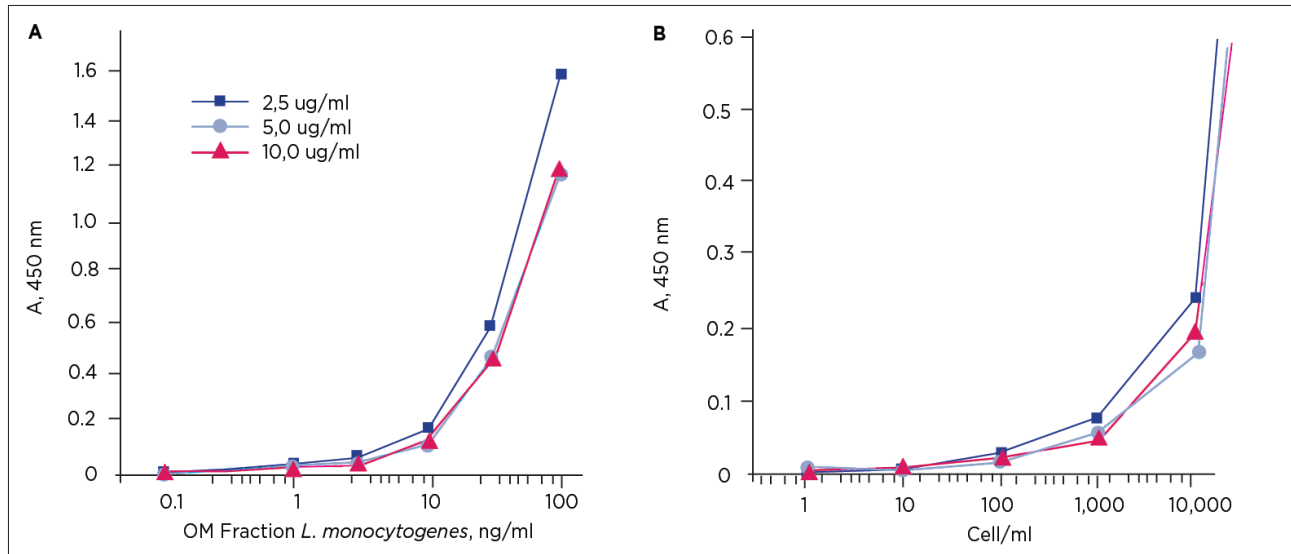 A
A, 450 nm
1.6
1.4
1.2
1.0
0.8
0.6
0.4
0.2
0
2,5 ug/ml
5,0 ug/ml
10,0 ug/ml
0.1 1 10 100
OM Fraction L. monocytogenes, ng/ml
B
A, 450 nm
0.6
0.5
0.4
0.3
0.2
0.1
0
1 10 100 1,000 10,000
Cell/ml